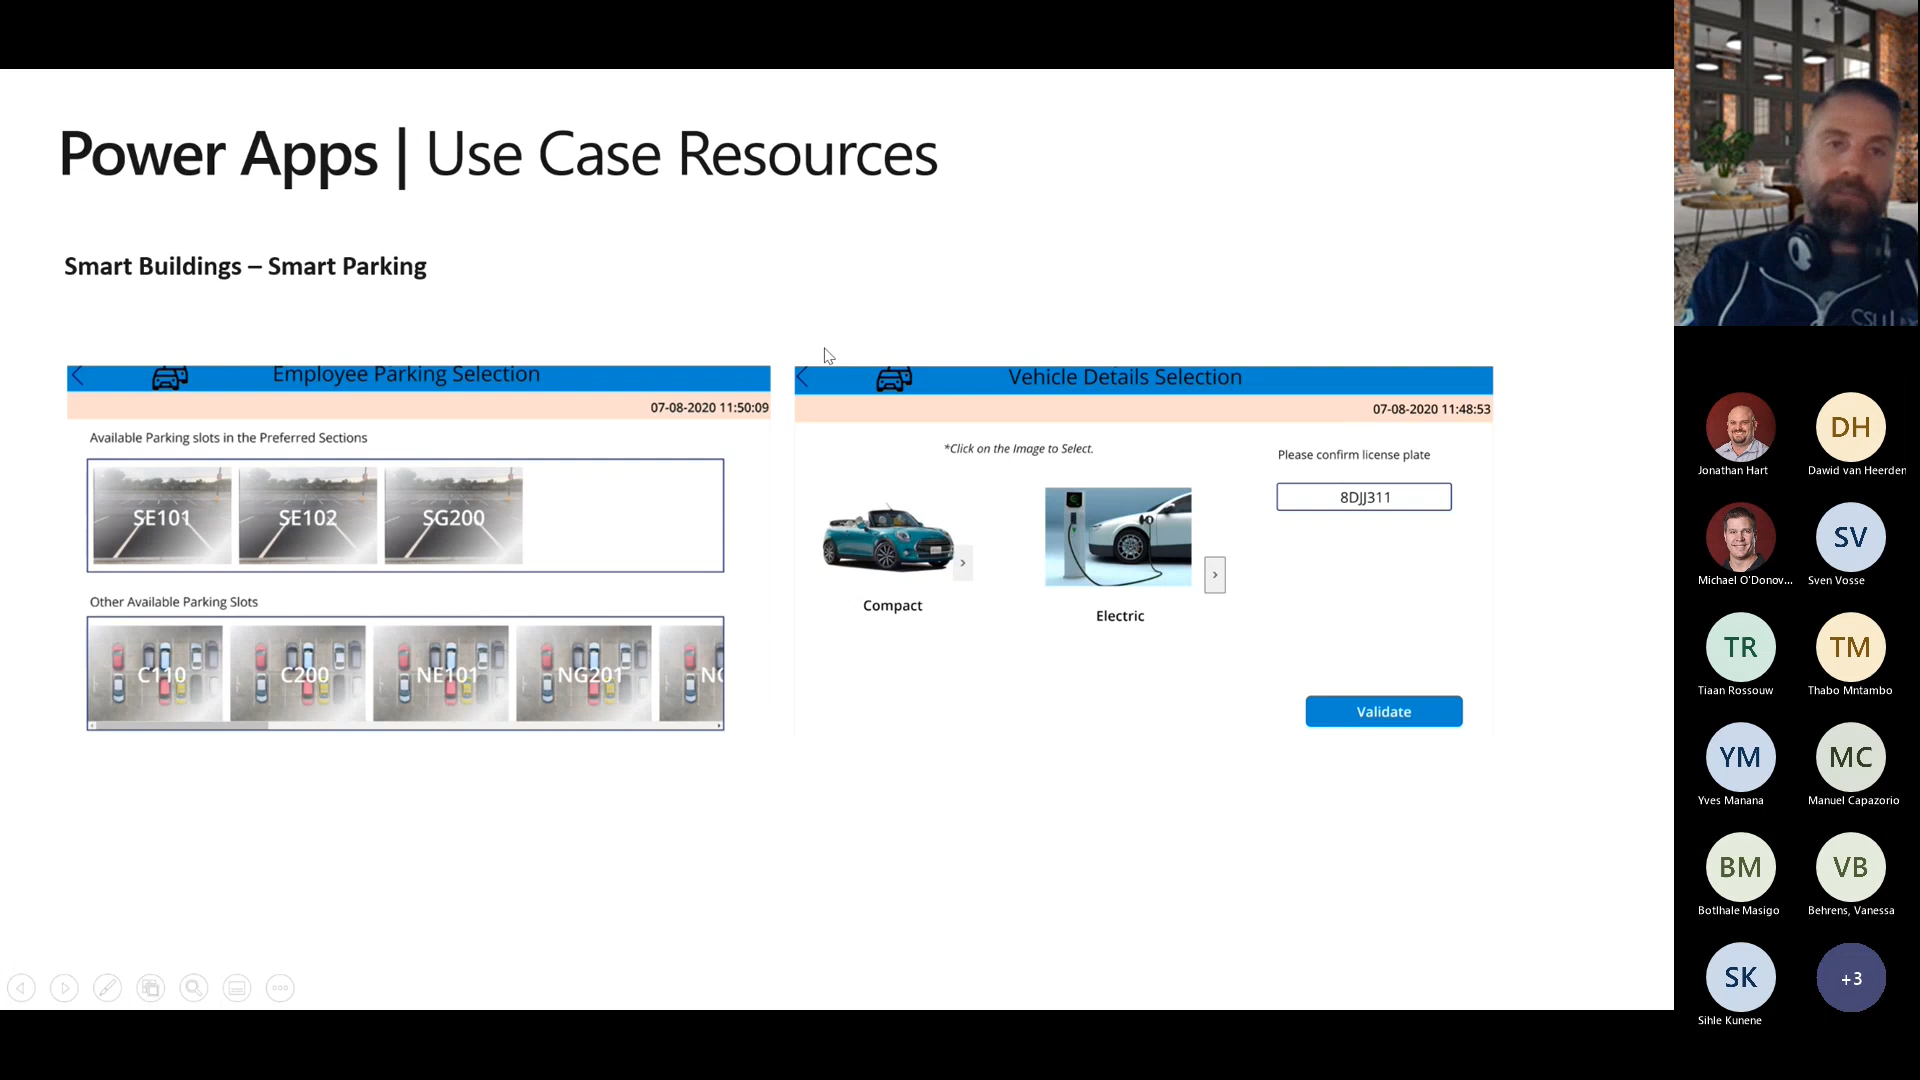 Power Apps | Use Case Resources
Smart Buildings – Smart Parking
Employee Parking Selection
07-08-2020 11:50:09
Available Parking slots in the Preferred Sections
SE101
SE102
SG200
Other Available Parking Slots
C110
C200
NE101
NG201
Vehicle Details Selection
07-08-2020 11:48:53
*Click on the Image to Select.
Please confirm license plate
8DJJ311
Compact
Electric
Validate
Jonathan Hart
DH
Dawid van Heerden
Michael O'Donov...
SV
Sven Vosse
TR
Tiaan Rossouw
TM
Thabo Mntambo
YM
Yves Manana
MC
Manuel Capazorio
BM
Botlhale Masigo
VB
Behrens, Vanessa
SK
Sihle Kunene
+3